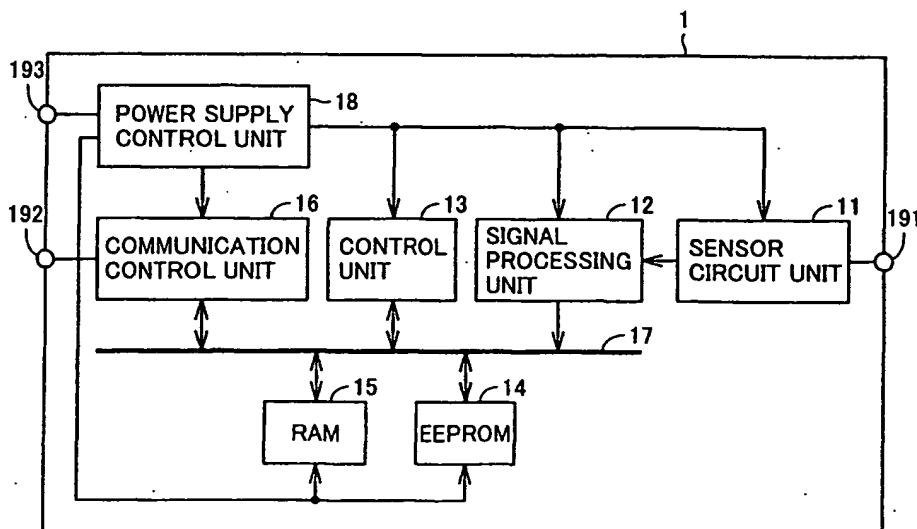 1
193
18
POWER SUPPLY
CONTROL UNIT
192
16
COMMUNICATION
CONTROL UNIT
13
CONTROL
UNIT
12
SIGNAL
PROCESSING
UNIT
11
SENSOR
CIRCUIT UNIT
191
17
15
RAM
14
EEPROM